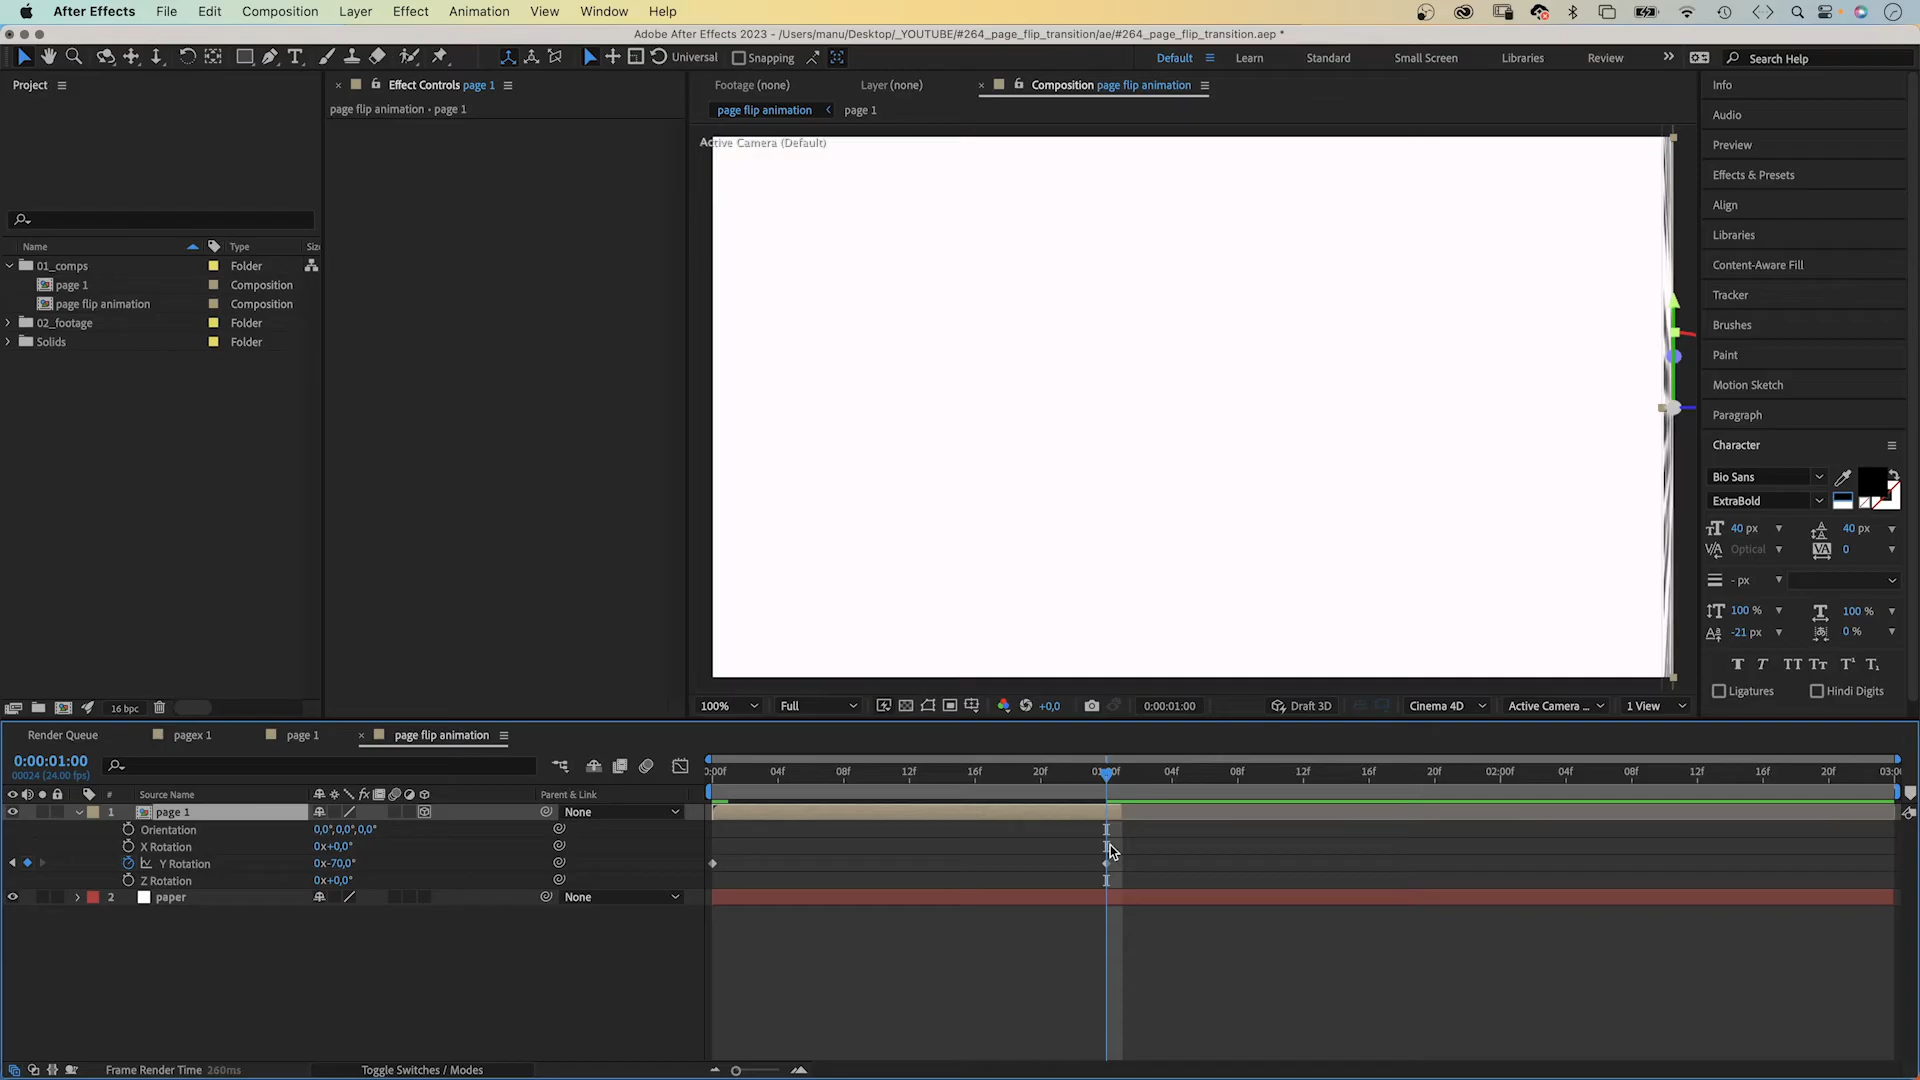 After Effects File Edit Composition Layer Effect Animation View Window Help
Adobe After Effects 2023 - /Users/manu/Desktop/_YOUTUBE/#264_page_flip_transition/ae/#264_page_flip_transition.aep *
Universal Snapping Default Learn Standard Small Screen Libraries Review Search Help
Project
Effect Controls page 1
page flip animation • page 1
Footage (none) Layer (none) Composition page flip animation
page flip animation page 1
Active Camera (Default)
Name Type Siz
01_comps Folder
page 1 Composition
page flip animation Composition
02_footage Folder
Solids Folder
16 bpc
100% Full +0,0 0:00:01:00 Draft 3D Cinema 4D Active Camera ... 1 View
Info
Audio
Preview
Effects & Presets
Align
Libraries
Content-Aware Fill
Tracker
Brushes
Paint
Motion Sketch
Paragraph
Character
Bio Sans
ExtraBold
40 px 40 px
Optical 0
- px
100 % 100 %
-21 px 0 %
Ligatures Hindi Digits
Render Queue pagex 1 page 1 page flip animation
0:00:01:00
00024 (24.00 fps)
04f 08f 12f 16f 20f 04f 08f 12f 16f 20f 02:00f 04f 08f 12f 16f 20f 03:0
# Source Name Parent & Link
1 page 1 None
Orientation 0,0°,0,0°,0,0°
X Rotation 0x+0,0°
Y Rotation 0x-70,0°
Z Rotation 0x+0,0°
2 paper None
Frame Render Time 260ms Toggle Switches / Modes